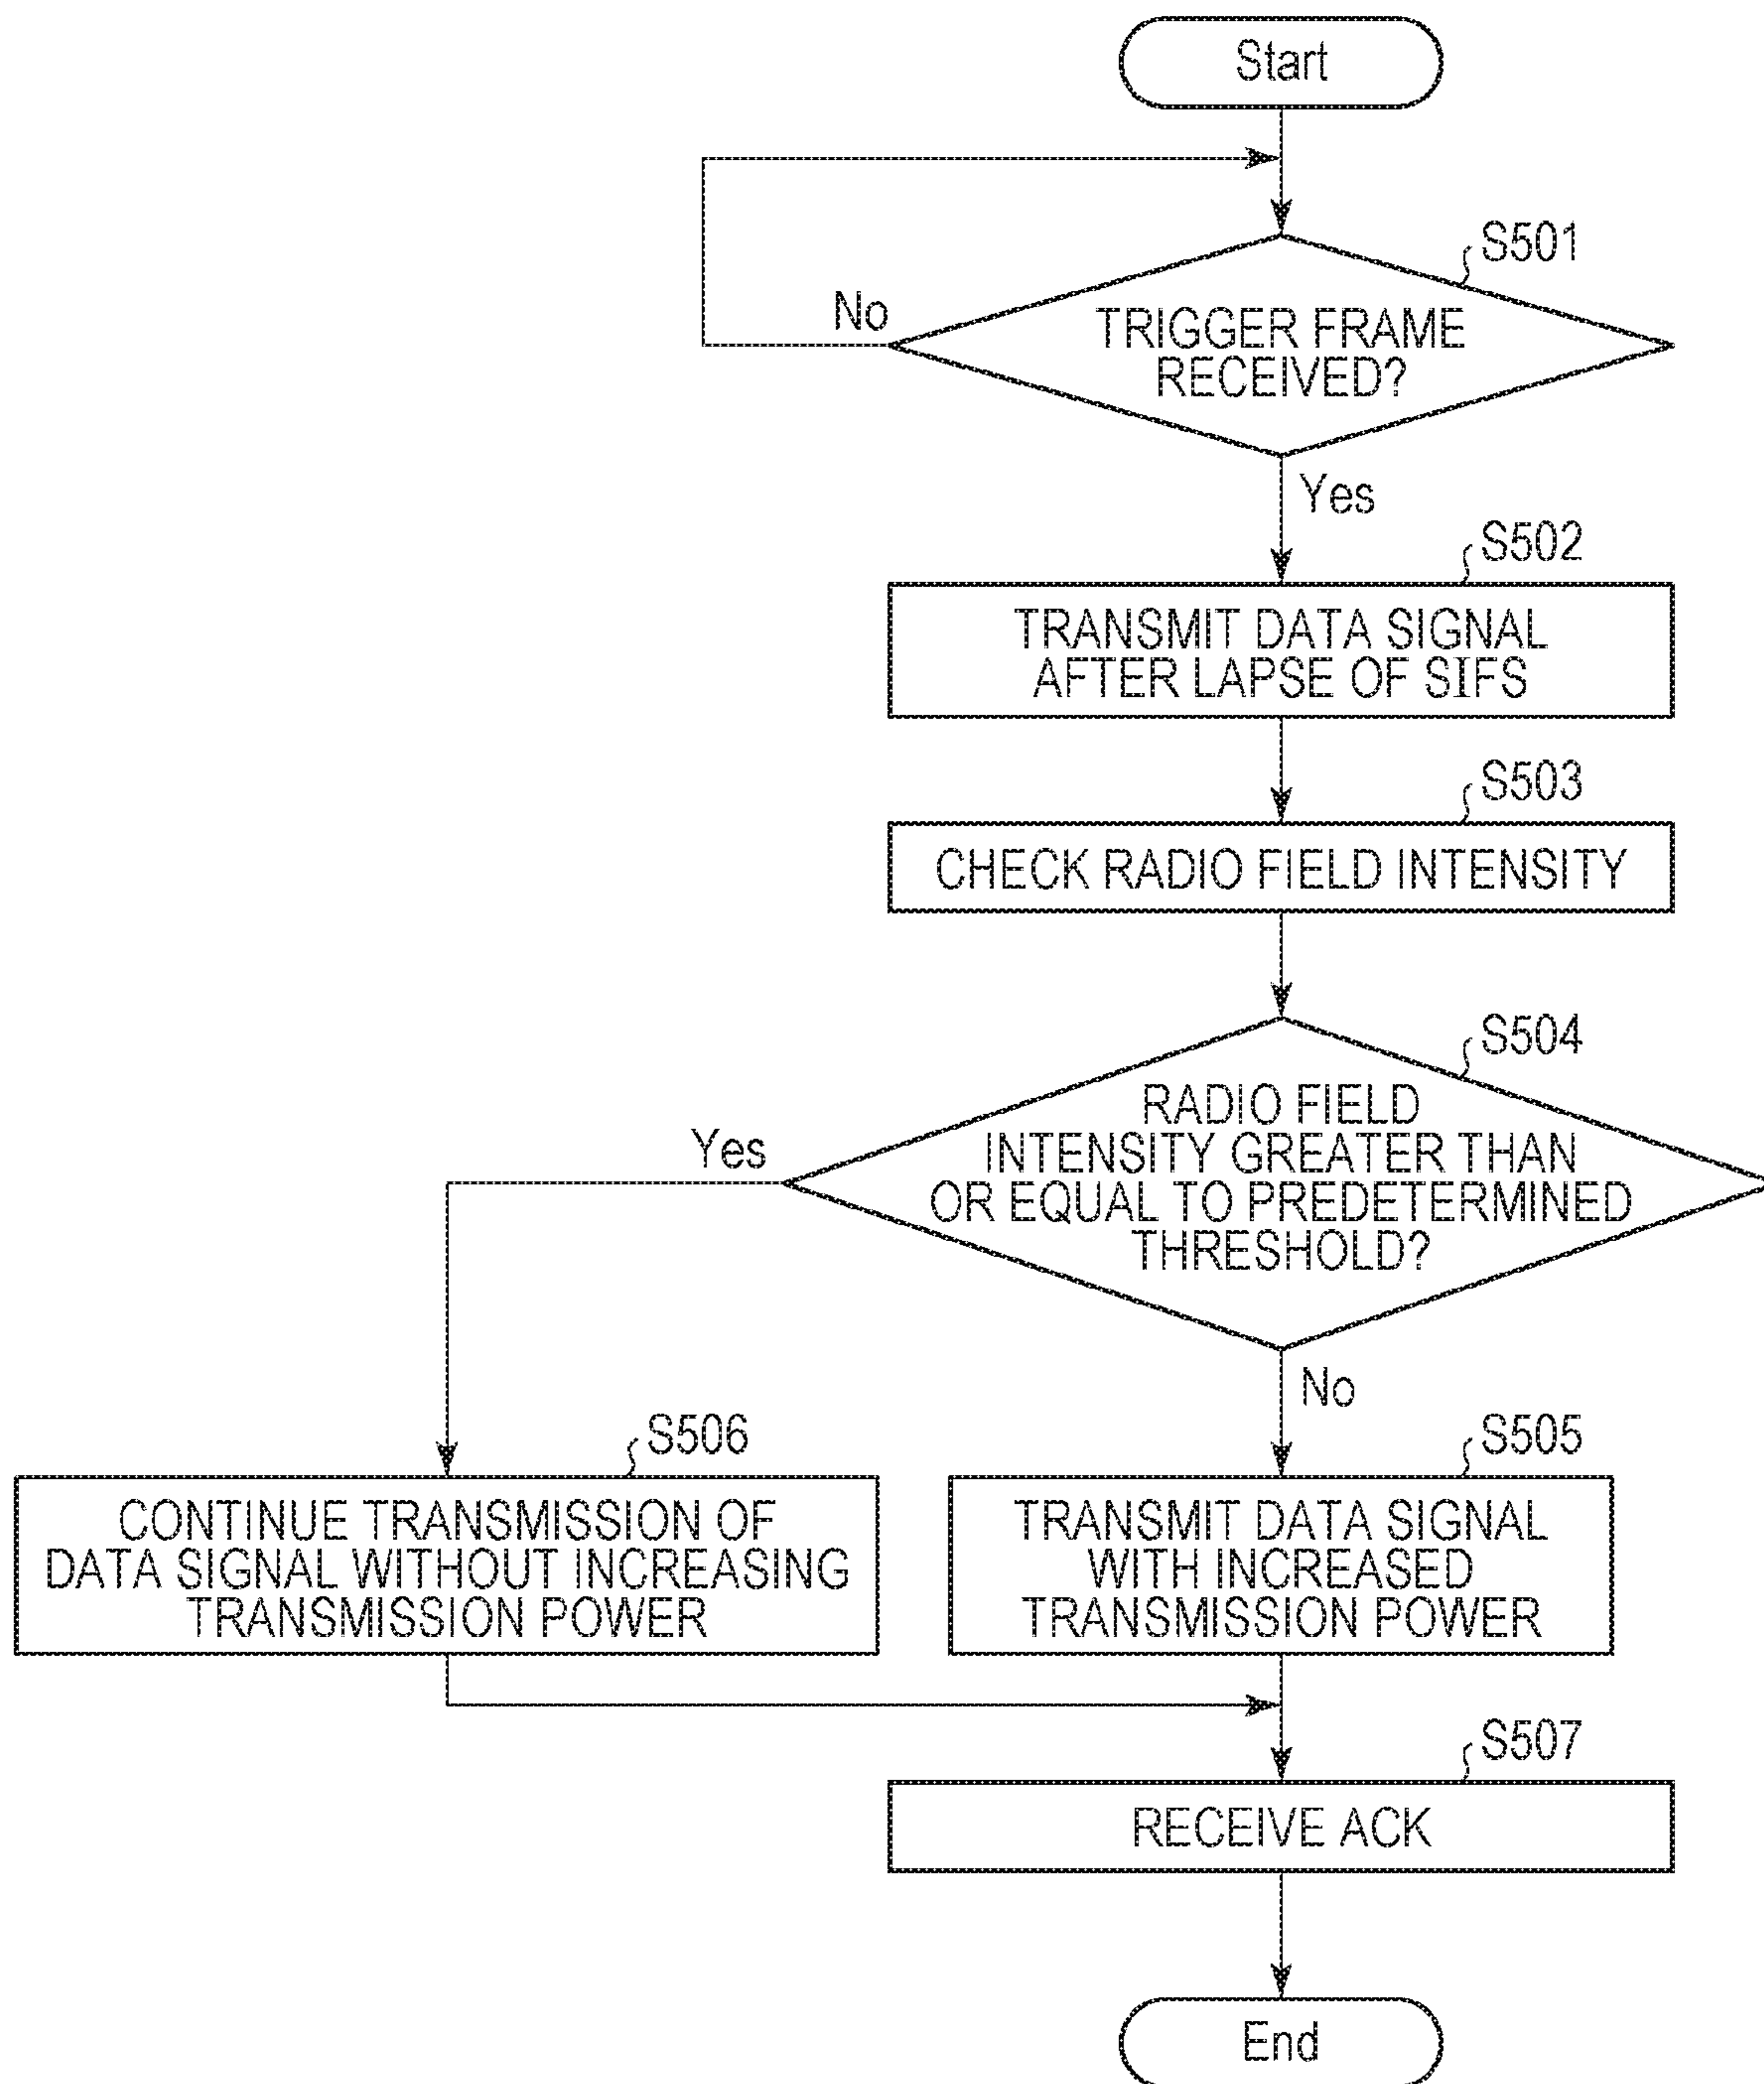 Start
S501
No
TRIGGER FRAME
RECEIVED?
Yes
S502
TRANSMIT DATA SIGNAL
AFTER LAPSE OF SIFS
S503
CHECK RADIO FIELD INTENSITY
S504
RADIO FIELD
INTENSITY GREATER THAN
OR EQUAL TO PREDETERMINED
THRESHOLD?
Yes
No
S506
CONTINUE TRANSMISSION OF
DATA SIGNAL WITHOUT INCREASING
TRANSMISSION POWER
S505
TRANSMIT DATA SIGNAL
WITH INCREASED
TRANSMISSION POWER
S507
RECEIVE ACK
End